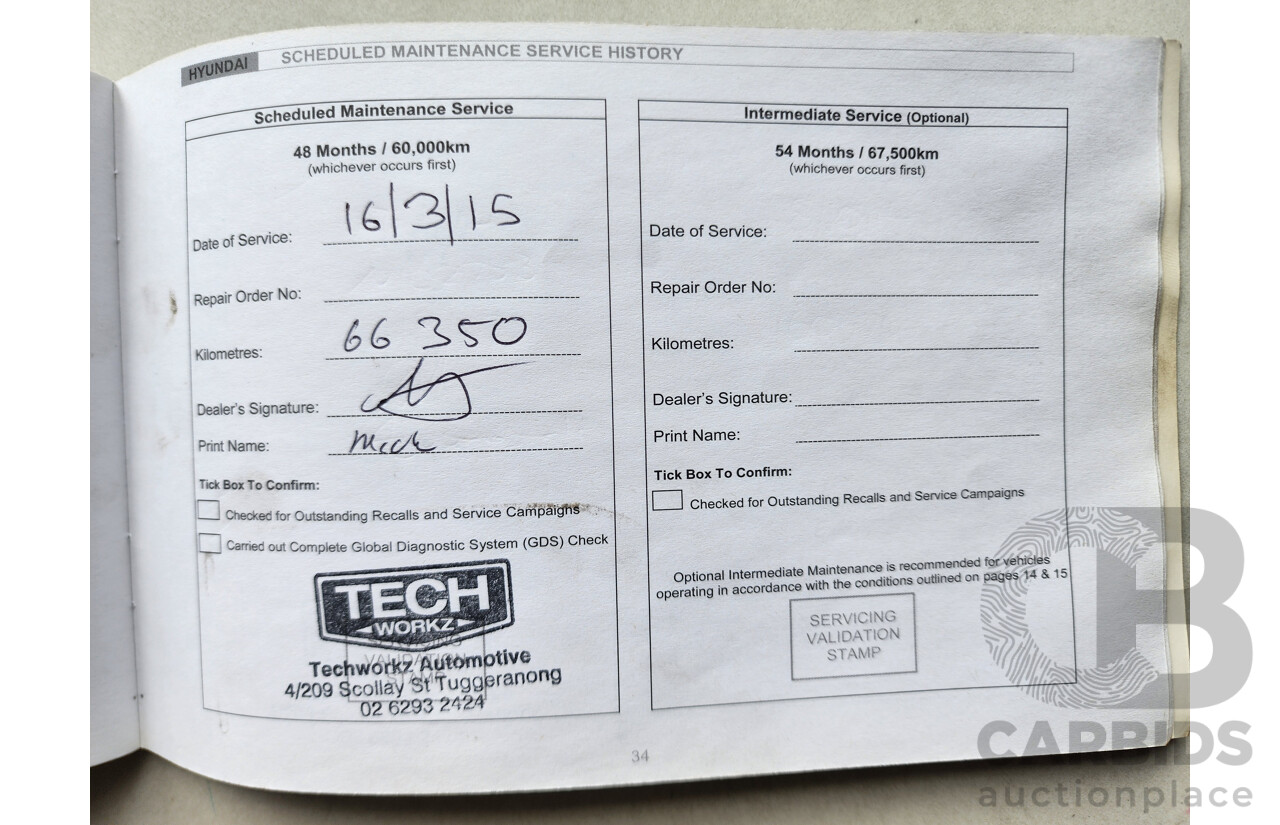 HYUNDAI SCHEDULED MAINTENANCE SERVICE HISTORY
Scheduled Maintenance Service
48 Months / 60,000km
(whichever occurs first)
Date of Service: 16/3/15
Repair Order No:
Kilometres: 66 350
Dealer's Signature:
Print Name: Mick
Tick Box To Confirm:
Checked for Outstanding Recalls and Service Campaigns
Carried out Complete Global Diagnostic System (GDS) Check
TECH
WORKZ
Techworkz Automotive
4/209 Scollay St Tuggeranong
02 6293 2424
Intermediate Service (Optional)
54 Months / 67,500km
(whichever occurs first)
Date of Service:
Repair Order No:
Kilometres:
Dealer's Signature:
Print Name:
Tick Box To Confirm:
Checked for Outstanding Recalls and Service Campaigns
Optional Intermediate Maintenance is recommended for vehicles
operating in accordance with the conditions outlined on pages 14 & 15
SERVICING
VALIDATION
STAMP
34
CB
CARBIDS
auctionplace